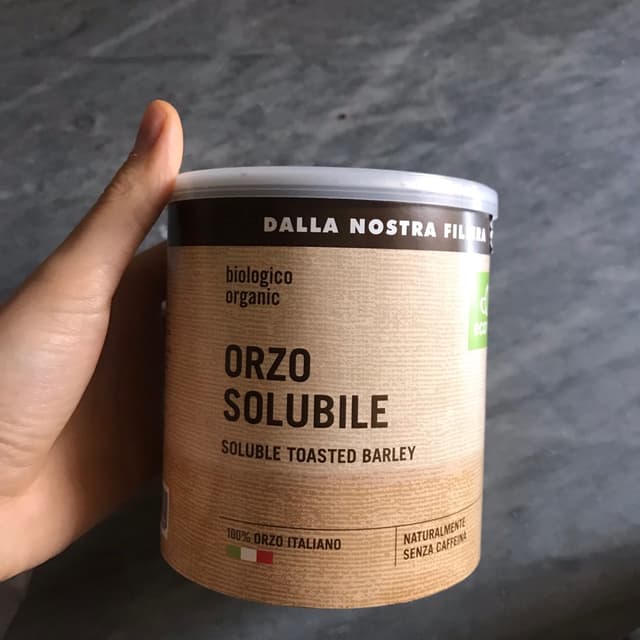 DALLA NOSTRA FILIERA
biologico
organic
ORZO
SOLUBILE
SOLUBLE TOASTED BARLEY
100% ORZO ITALIANO
NATURALMENTE
SENZA CAFFEINA